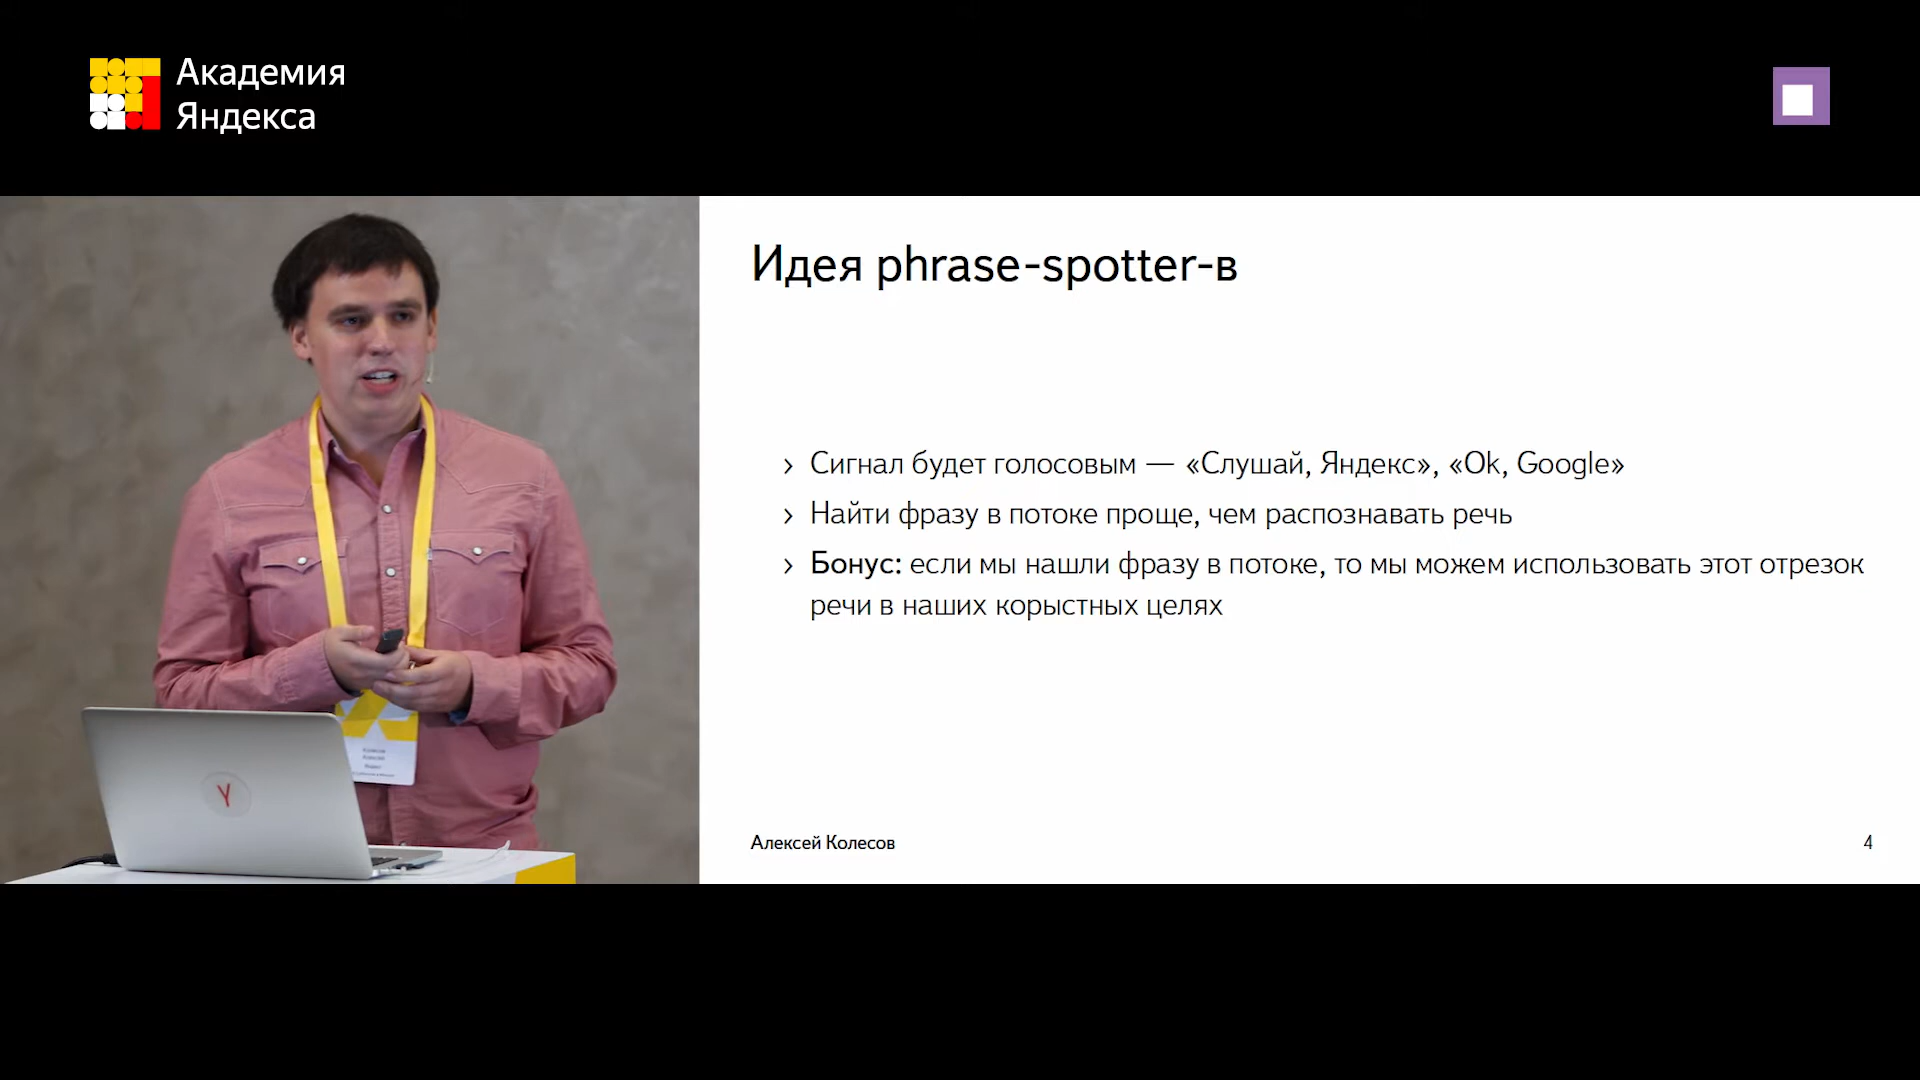 Академия
Яндекса
Идея phrase-spotter-в
› Сигнал будет голосовым — «Слушай, Яндекс», «Ok, Google»
› Найти фразу в потоке проще, чем распознавать речь
› Бонус: если мы нашли фразу в потоке, то мы можем использовать этот отрезок
речи в наших корыстных целях
Алексей Колесов
4
Y